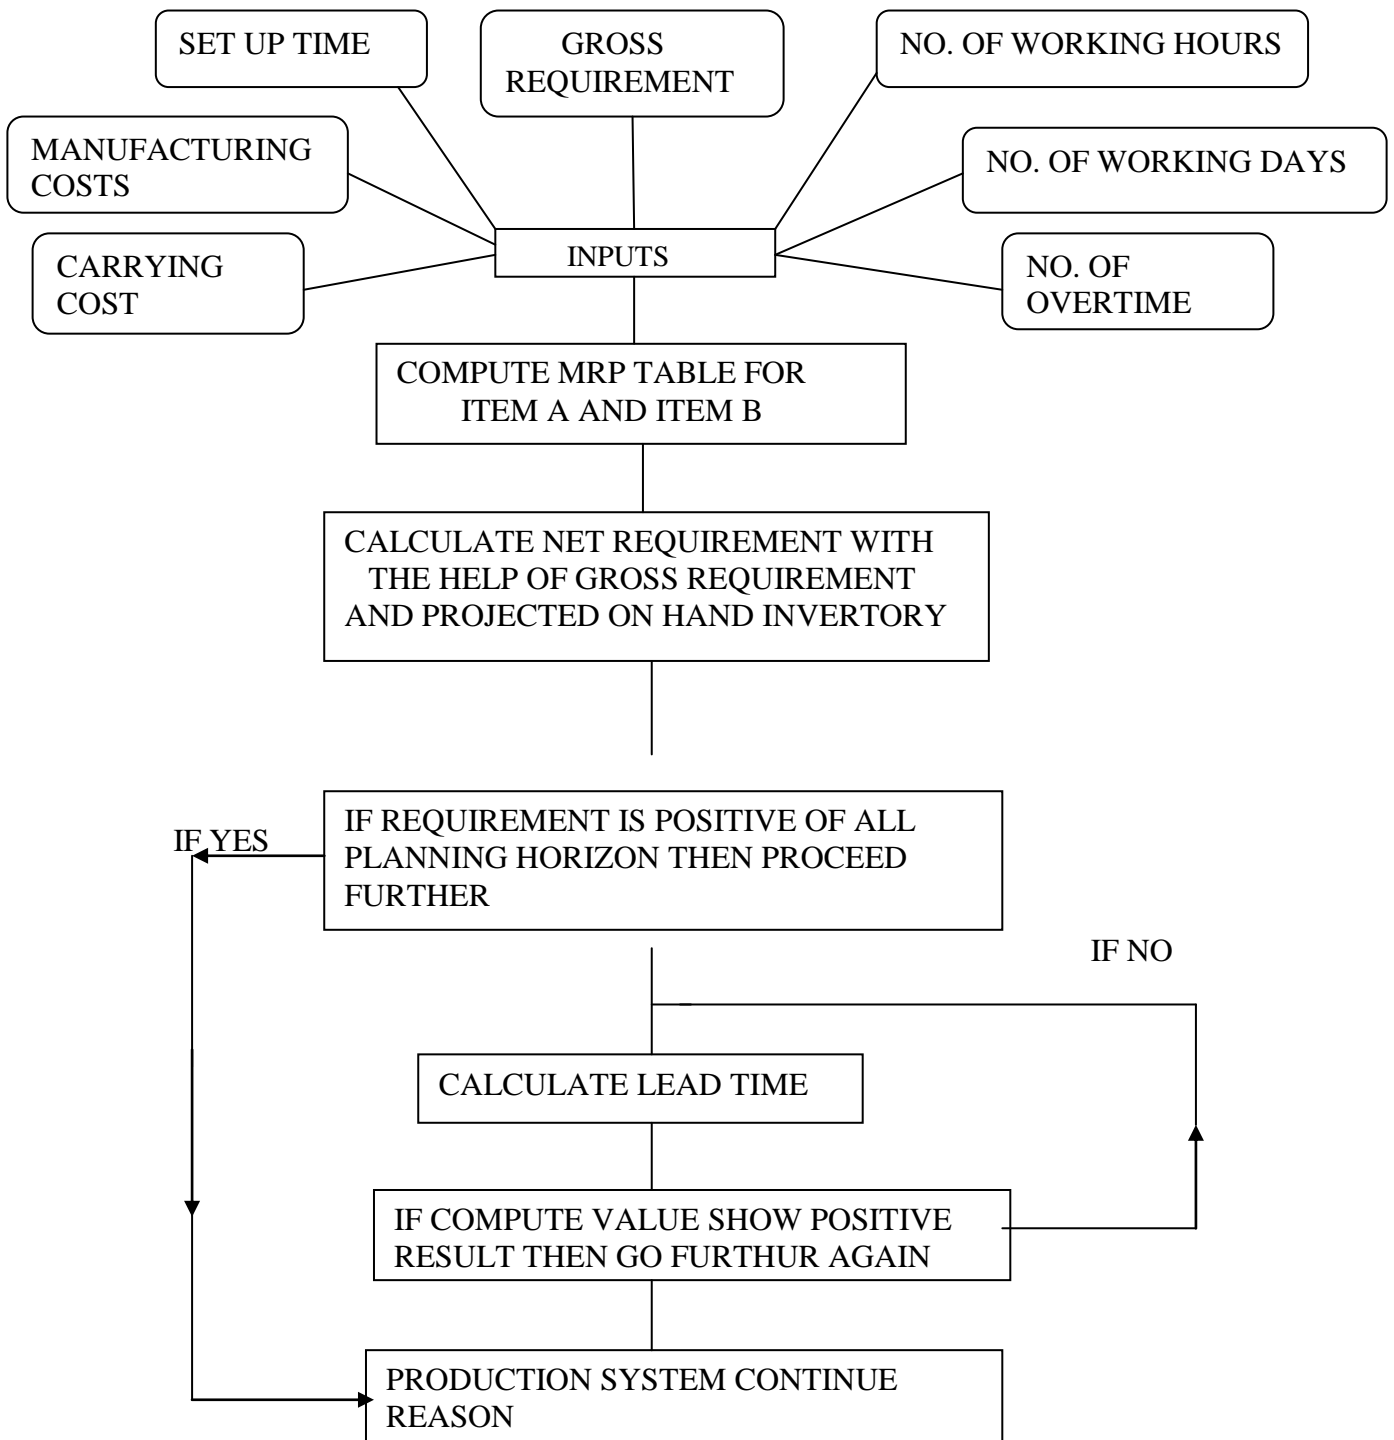 SET UP TIME
GROSS
REQUIREMENT
NO. OF WORKING HOURS
MANUFACTURING
COSTS
NO. OF WORKING DAYS
CARRYING
COST
INPUTS
NO. OF
OVERTIME
COMPUTE MRP TABLE FOR
ITEM A AND ITEM B
CALCULATE NET REQUIREMENT WITH
THE HELP OF GROSS REQUIREMENT
AND PROJECTED ON HAND INVERTORY
IF YES
IF REQUIREMENT IS POSITIVE OF ALL
PLANNING HORIZON THEN PROCEED
FURTHER
IF NO
CALCULATE LEAD TIME
IF COMPUTE VALUE SHOW POSITIVE
RESULT THEN GO FURTHUR AGAIN
PRODUCTION SYSTEM CONTINUE
REASON